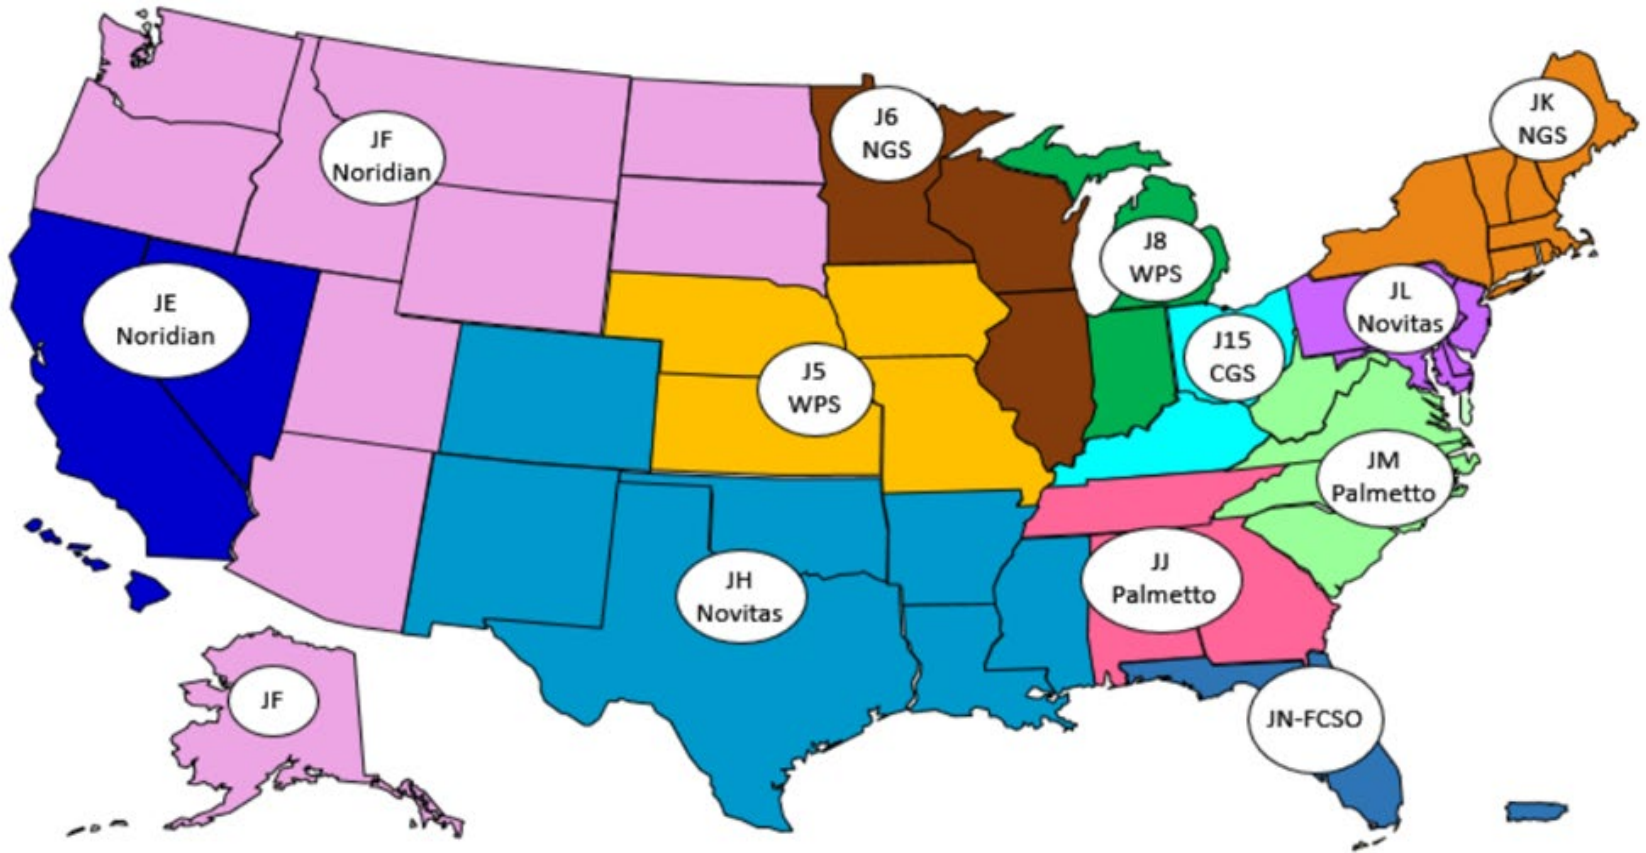 JF
Noridian
J6
NGS
JK
NGS
J8
WPS
JE
Noridian
JL
Novitas
J15
CGS
J5
WPS
JM
Palmetto
JH
Novitas
JJ
Palmetto
JF
JN-FCSO